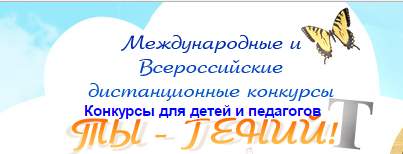 Международные и
Всероссийские
дистанционные конкурсы
Конкурсы для детей и педагогов
ТЫ - ГЕНИЙ!
Т